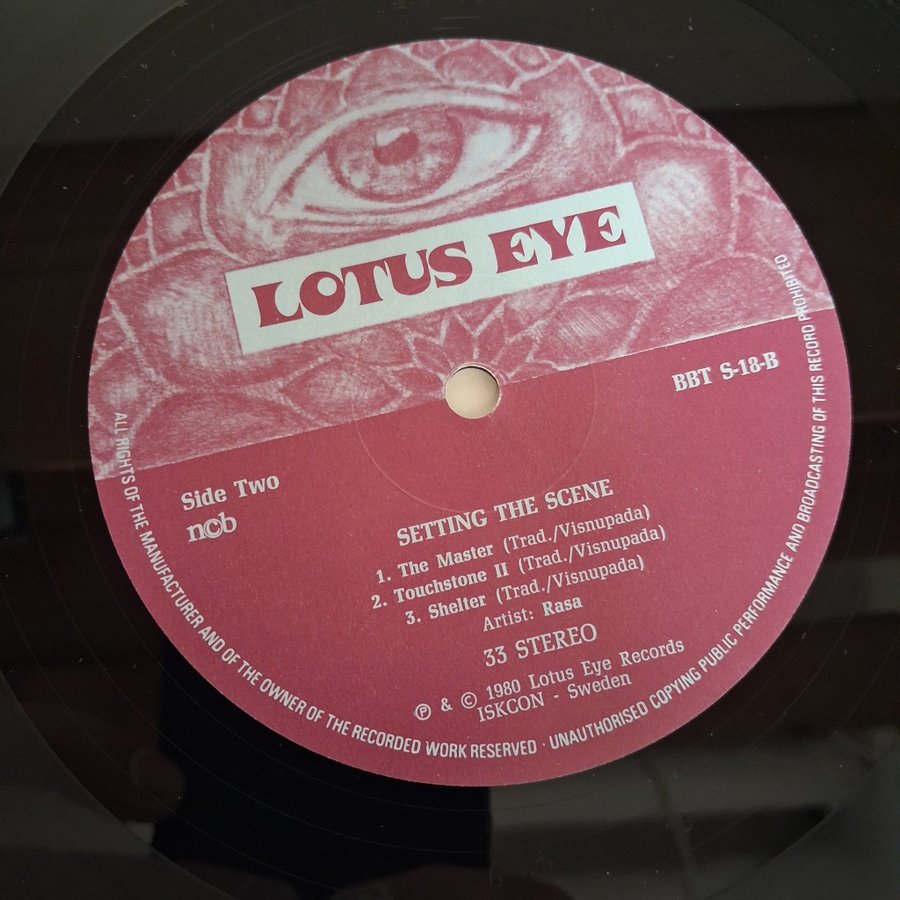 LOTUS EYE
BBT S-18-B
Side Two
n©b
SETTING THE SCENE
1. The Master (Trad./Visnupada)
2. Touchstone II (Trad./Visnupada)
3. Shelter (Trad./Visnupada)
Artist: Rasa
33 STEREO
℗ & © 1980 Lotus Eye Records
ISKCON - Sweden
ALL RIGHTS OF THE MANUFACTURER AND OF THE OWNER OF THE RECORDED WORK RESERVED · UNAUTHORISED COPYING PUBLIC PERFORMANCE AND BROADCASTING OF THIS RECORD PROHIBITED